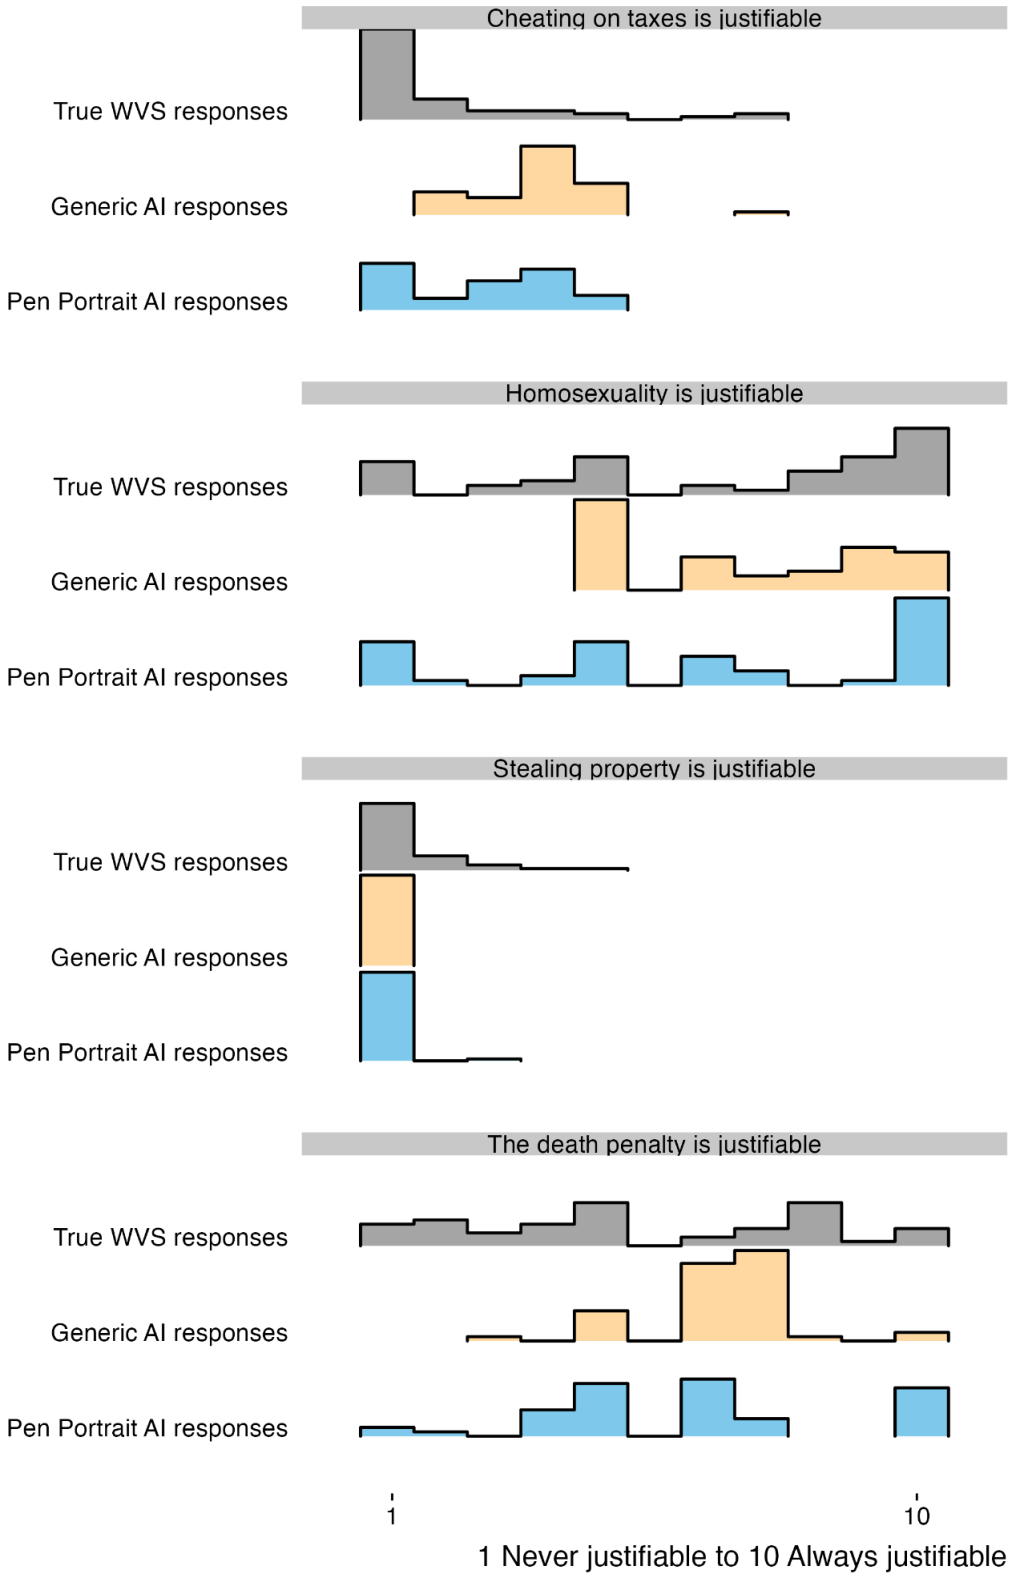 Cheating on taxes is justifiable
True WVS responses
Generic AI responses
Pen Portrait AI responses
Homosexuality is justifiable
True WVS responses
Generic AI responses
Pen Portrait AI responses
Stealing property is justifiable
True WVS responses
Generic AI responses
Pen Portrait AI responses
The death penalty is justifiable
True WVS responses
Generic AI responses
Pen Portrait AI responses
1 10
1 Never justifiable to 10 Always justifiable